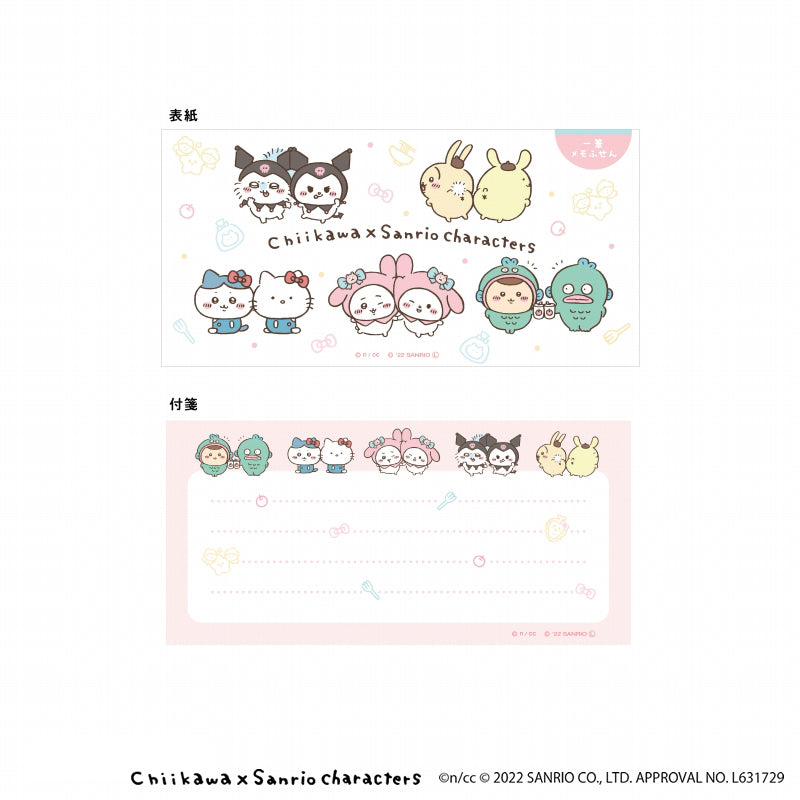 表紙
一筆
メモふせん
Chiikawa x Sanrio characters
© n / cc © '22 SANRIO Ⓛ
付箋
© n / cc © '22 SANRIO Ⓛ
Chiikawa x Sanrio characters ©n/cc © 2022 SANRIO CO., LTD. APPROVAL NO. L631729